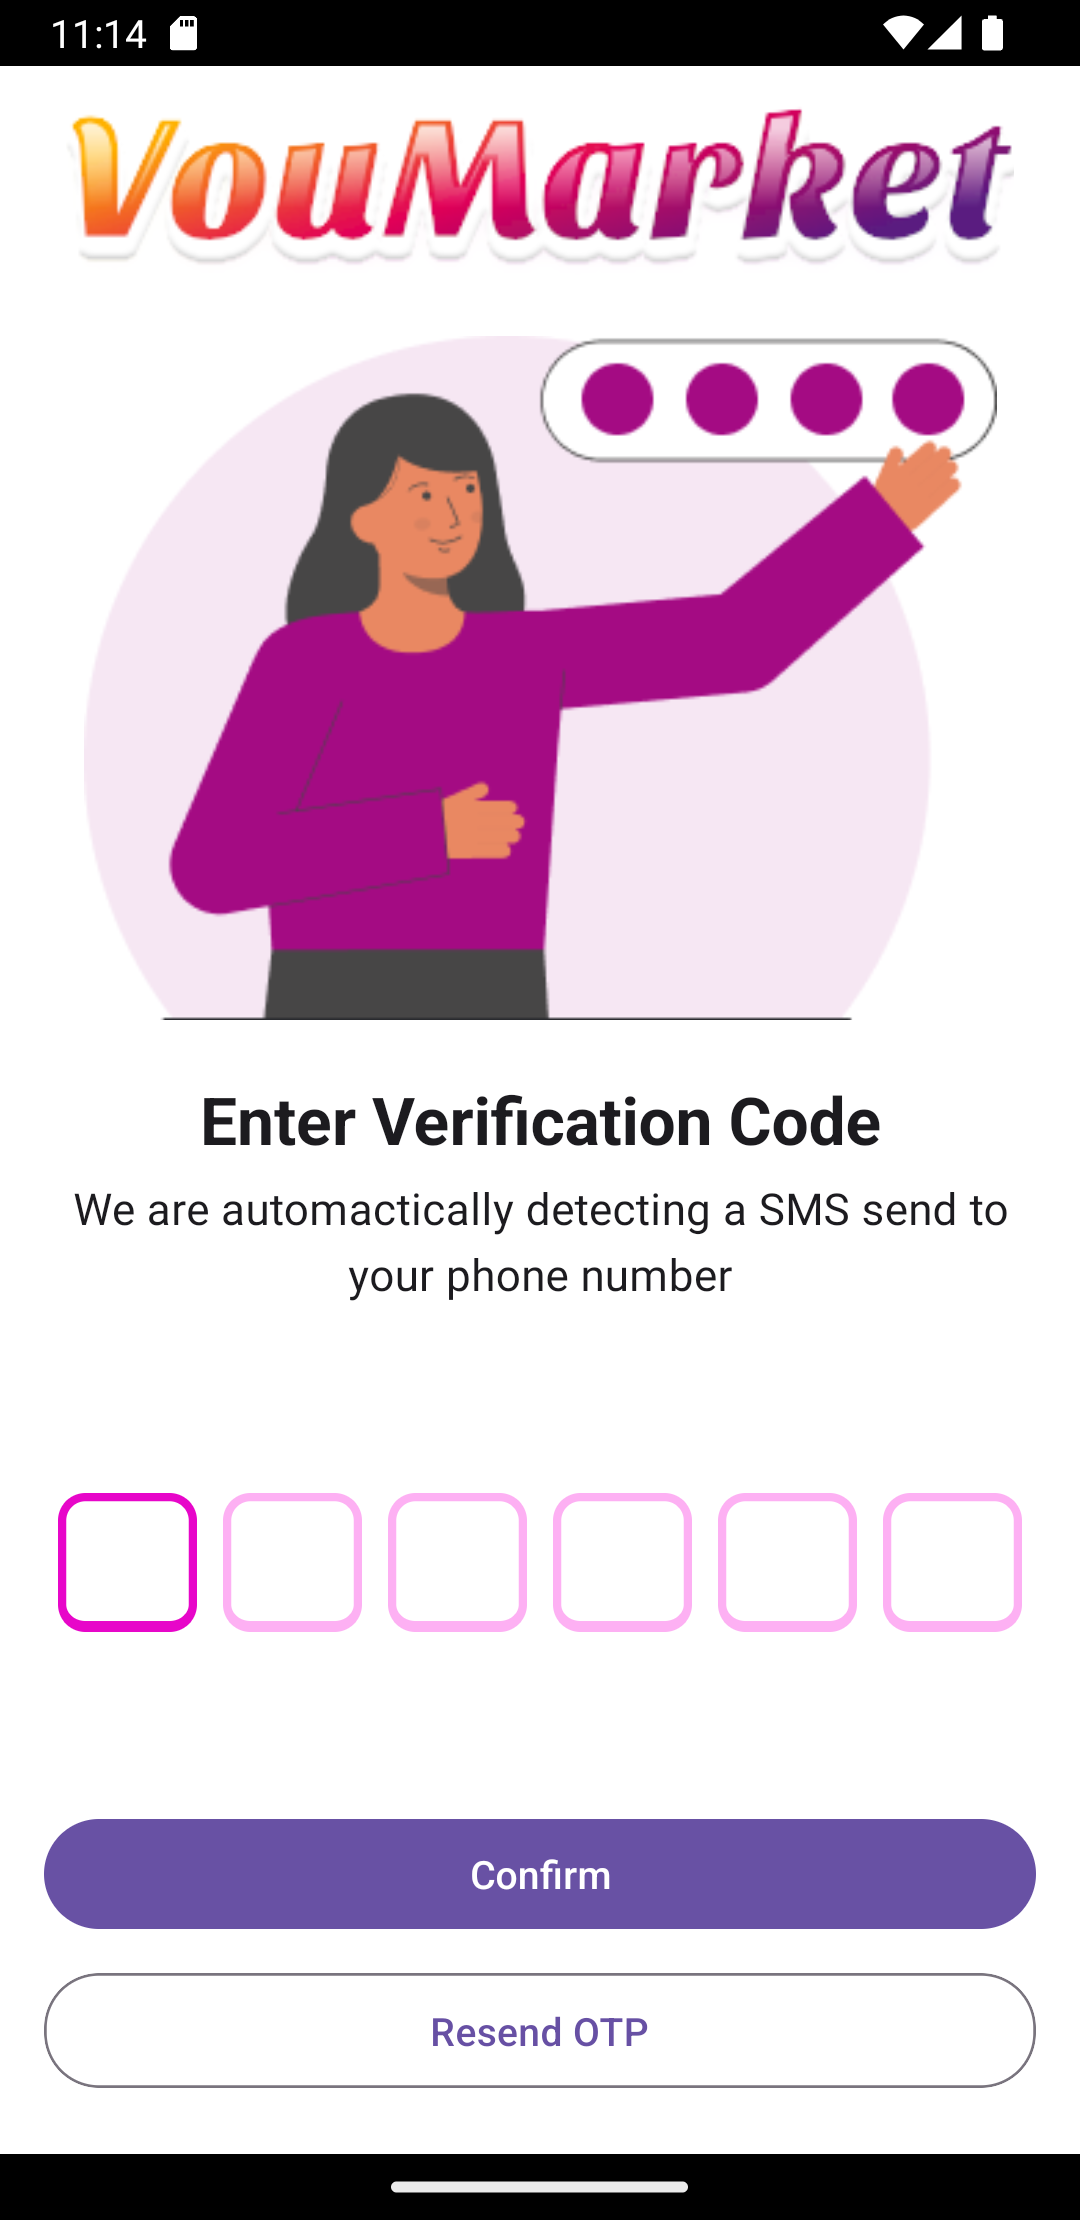 11:14
VouMarket
Enter Verification Code
We are automactically detecting a SMS send to
your phone number
Confirm
Resend OTP